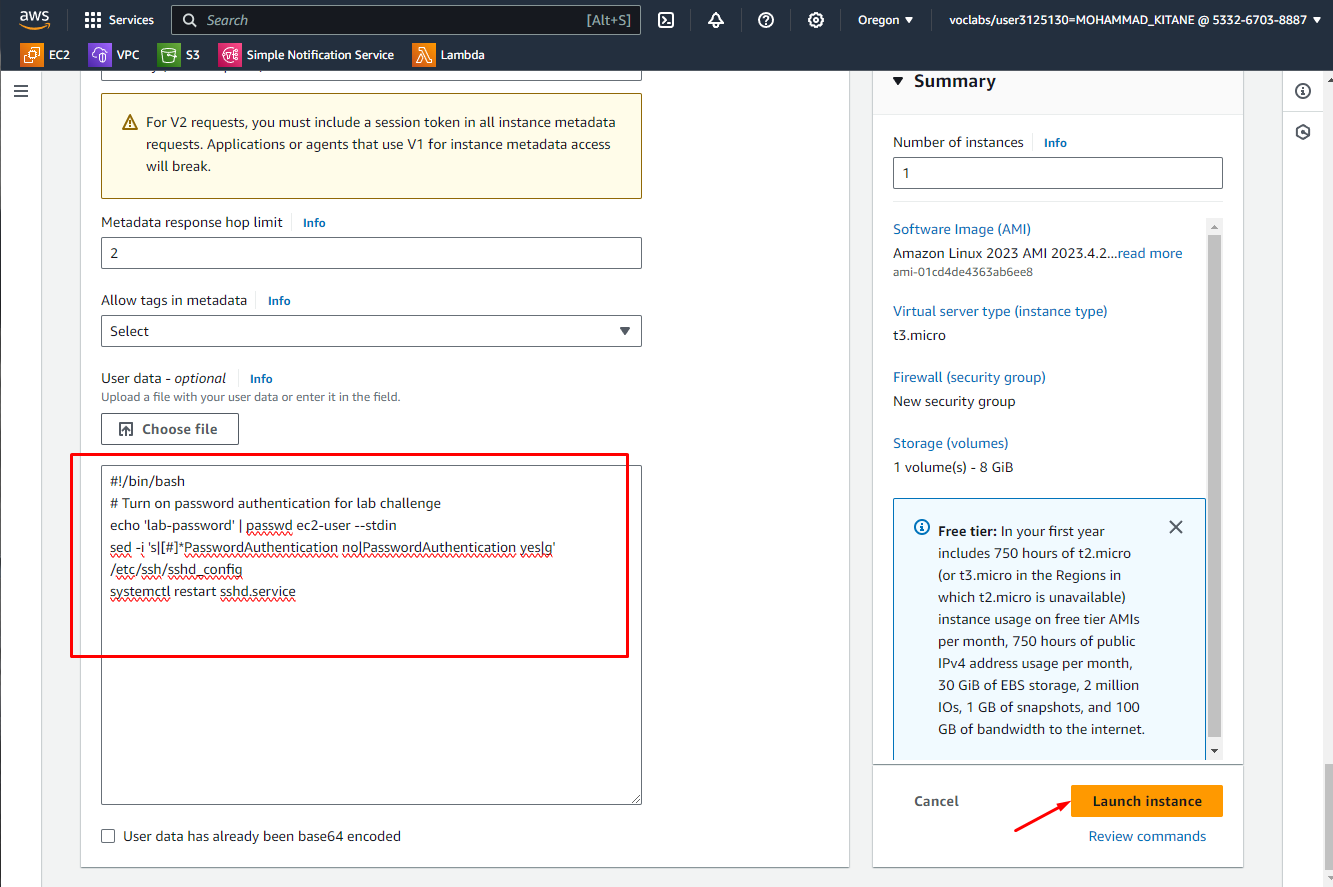 aws
Services
Search
[Alt+S]
Oregon
voclabs/user3125130=MOHAMMAD_KITANE @ 5332-6703-8887
EC2
VPC
S3
Simple Notification Service
Lambda
For V2 requests, you must include a session token in all instance metadata
requests. Applications or agents that use V1 for instance metadata access
will break.
Metadata response hop limit
Info
2
Allow tags in metadata
Info
Select
User data - optional
Info
Upload a file with your user data or enter it in the field.
Choose file
#!/bin/bash
# Turn on password authentication for lab challenge
echo 'lab-password' | passwd ec2-user --stdin
sed -i 's|[#]*PasswordAuthentication no|PasswordAuthentication yes|g'
/etc/ssh/sshd_config
systemctl restart sshd.service
User data has already been base64 encoded
Summary
Number of instances
Info
1
Software Image (AMI)
Amazon Linux 2023 AMI 2023.4.2...read more
ami-01cd4de4363ab6ee8
Virtual server type (instance type)
t3.micro
Firewall (security group)
New security group
Storage (volumes)
1 volume(s) - 8 GiB
Free tier: In your first year
includes 750 hours of t2.micro
(or t3.micro in the Regions in
which t2.micro is unavailable)
instance usage on free tier AMIs
per month, 750 hours of public
IPv4 address usage per month,
30 GiB of EBS storage, 2 million
IOs, 1 GB of snapshots, and 100
GB of bandwidth to the internet.
Cancel
Launch instance
Review commands